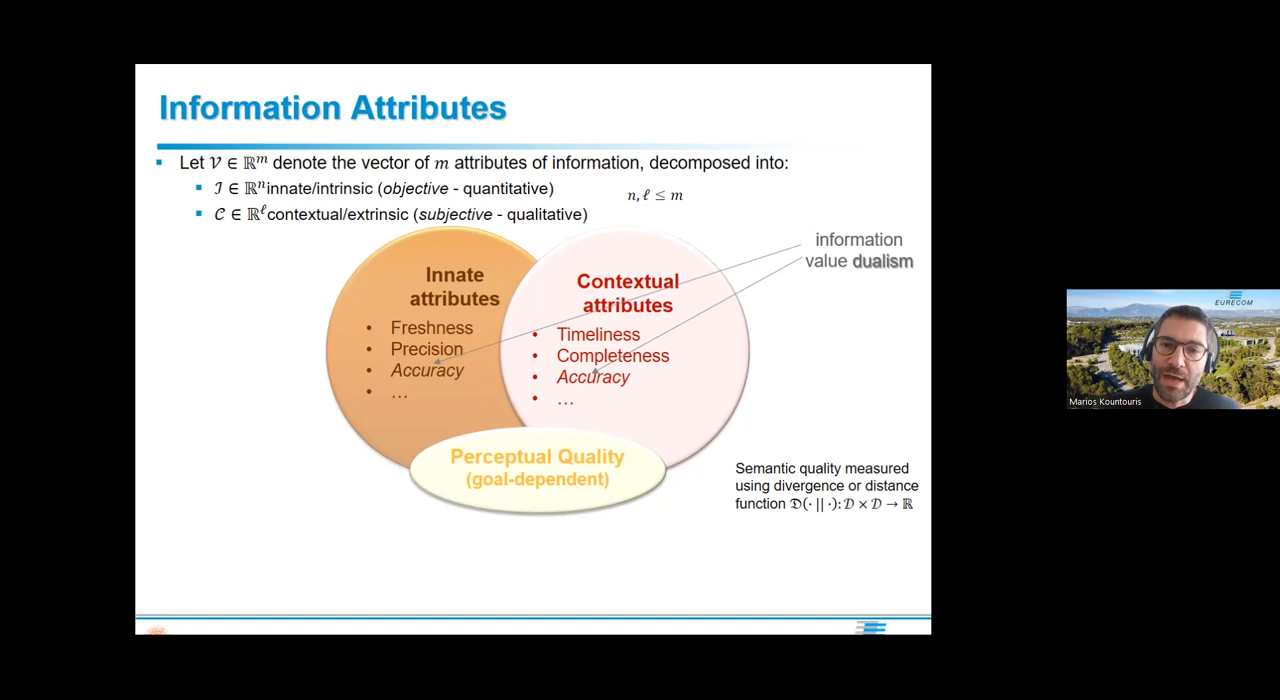 Information Attributes
▪ Let 𝒱 ∈ ℝ^m denote the vector of m attributes of information, decomposed into:
▪ ℐ ∈ ℝ^n innate/intrinsic (objective - quantitative)
n, ℓ ≤ m
▪ 𝒞 ∈ ℝ^ℓ contextual/extrinsic (subjective - qualitative)
information
value dualism
Innate
attributes
• Freshness
• Precision
• Accuracy
• …
Contextual
attributes
• Timeliness
• Completeness
• Accuracy
• …
Perceptual Quality
(goal-dependent)
Semantic quality measured
using divergence or distance
function 𝔇(· || ·): 𝒟 × 𝒟 → ℝ
EURECOM
Marios Kountouris